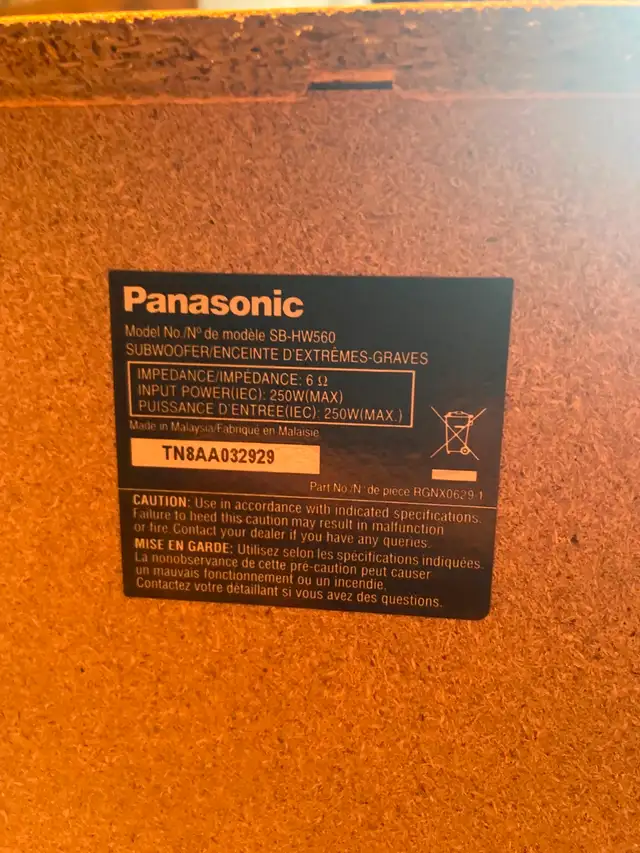 Panasonic
Model No./Nº de modèle SB-HW560
SUBWOOFER/ENCEINTE D'EXTRÊMES-GRAVES
IMPEDANCE/IMPÉDANCE: 6 Ω
INPUT POWER(IEC): 250W(MAX)
PUISSANCE D'ENTRÉE(IEC): 250W(MAX.)
Made in Malaysia/Fabriqué en Malaisie
TN8AA032929
Part No./N° de pièce RGNX0629-1
CAUTION: Use in accordance with indicated specifications.
Failure to heed this caution may result in malfunction
or fire. Contact your dealer if you have any queries.
MISE EN GARDE: Utilisez selon les spécifications indiquées.
La nonobservance de cette pré-caution peut causer
un mauvais fonctionnement ou un incendie.
Contactez votre détaillant si vous avez des questions.